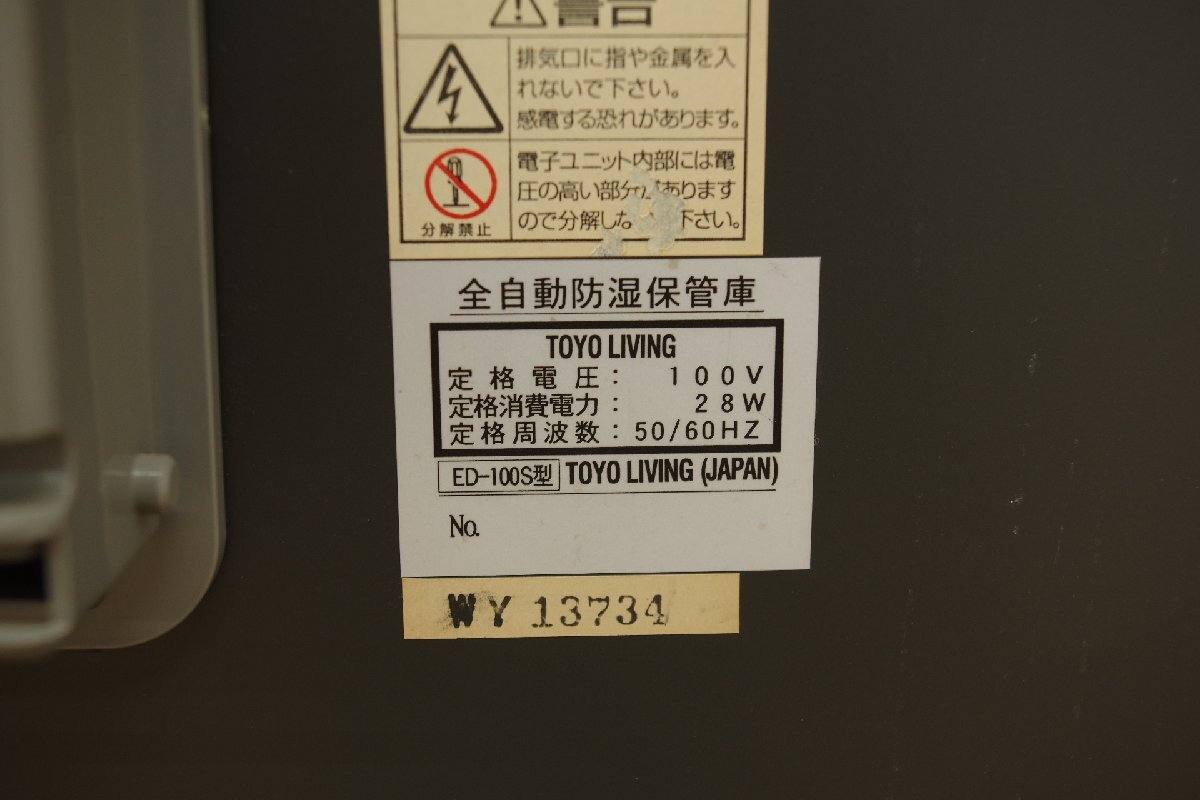 警告
排気口に指や金属を入
れないで下さい。
感電する恐れがあります。
電子ユニット内部には電
圧の高い部分があります
ので分解しな 下さい。
分解禁止
全自動防湿保管庫
TOYO LIVING
定格電圧: 100V
定格消費電力: 28W
定格周波数: 50/60HZ
ED-100S型 TOYO LIVING (JAPAN)
No.
WY 13734